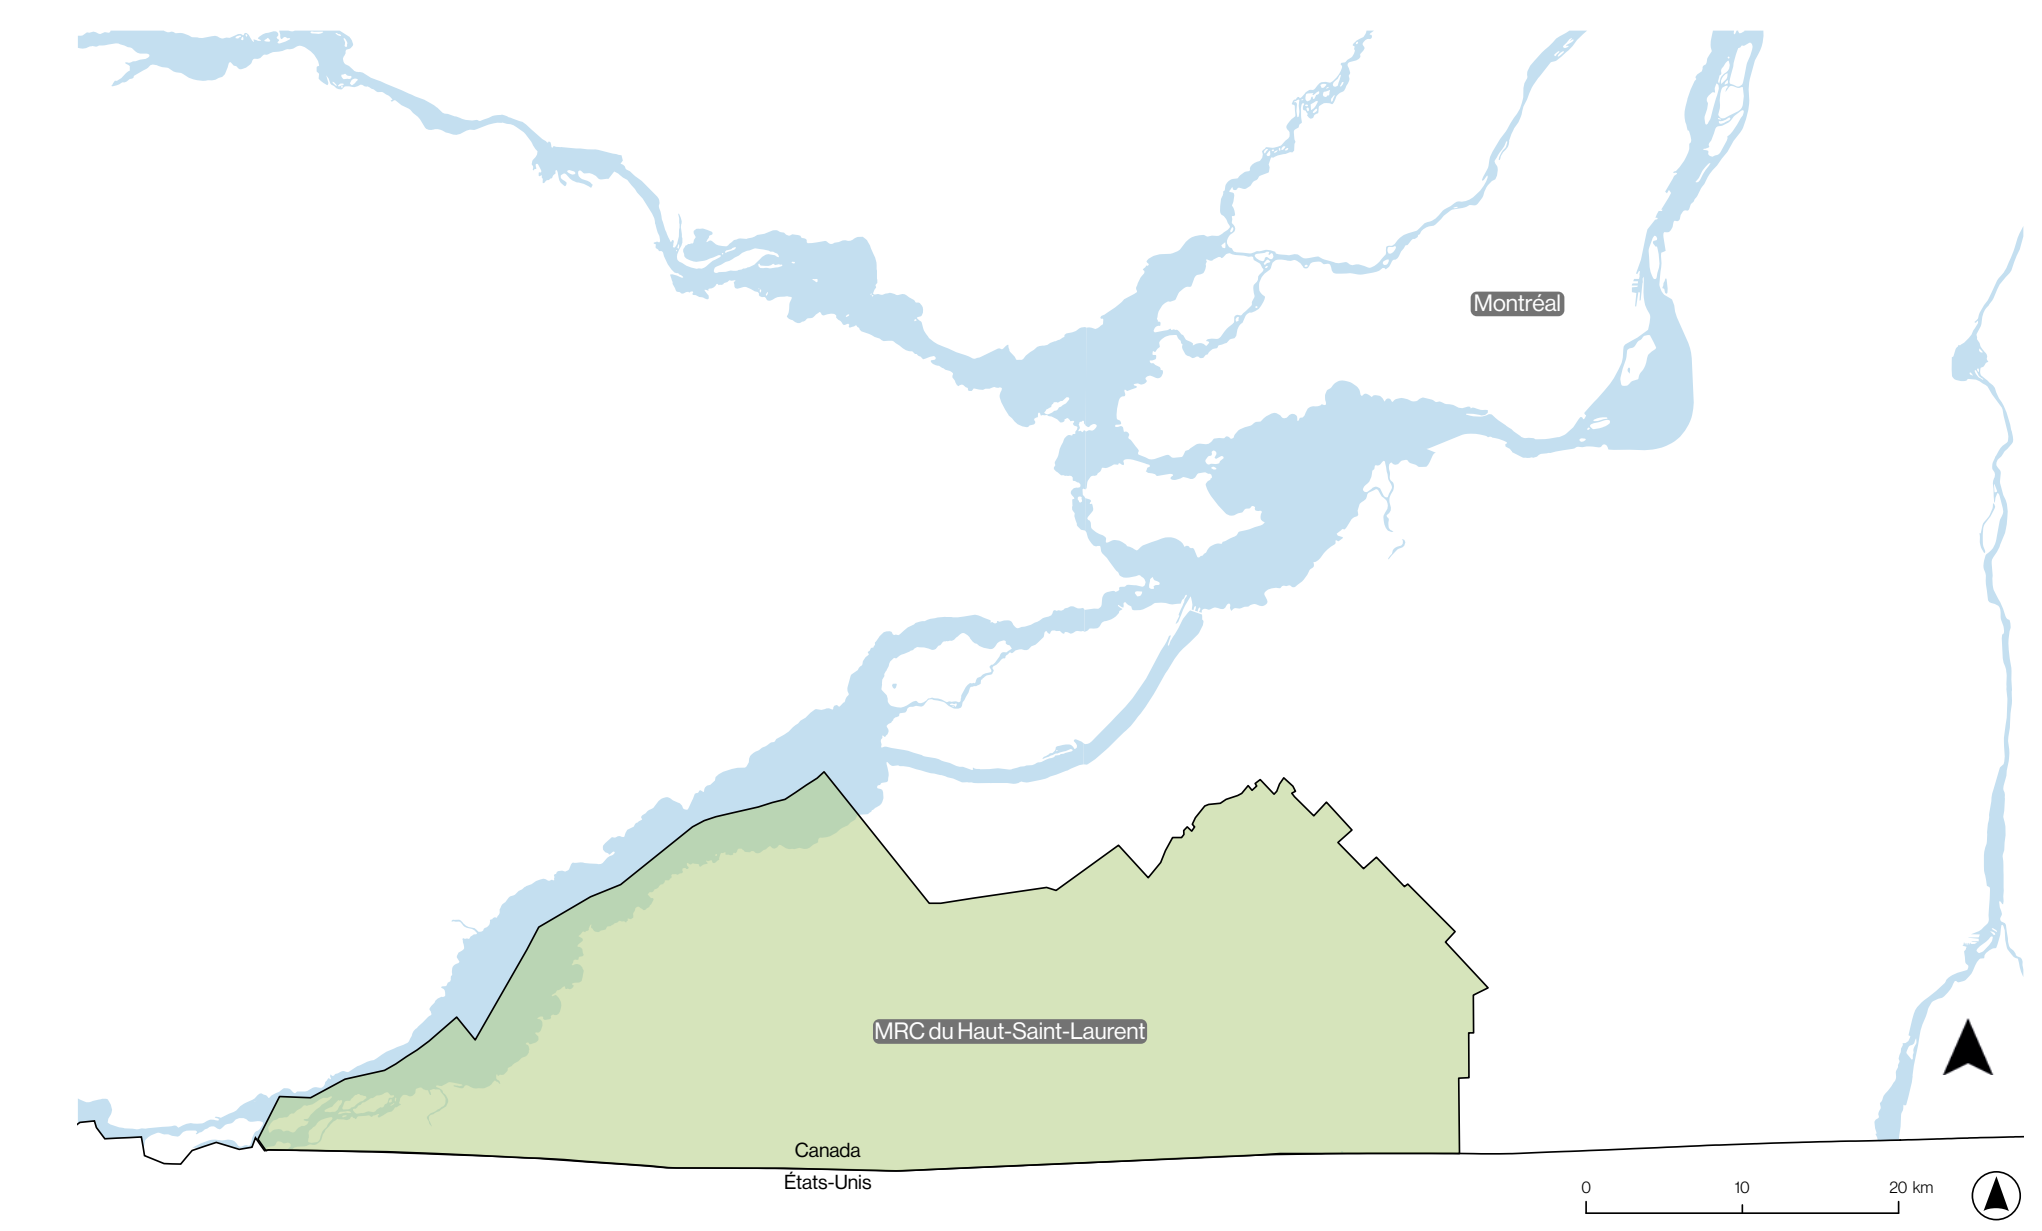 Montréal
MRC du Haut-Saint-Laurent
Canada
États-Unis
0 10 20 km